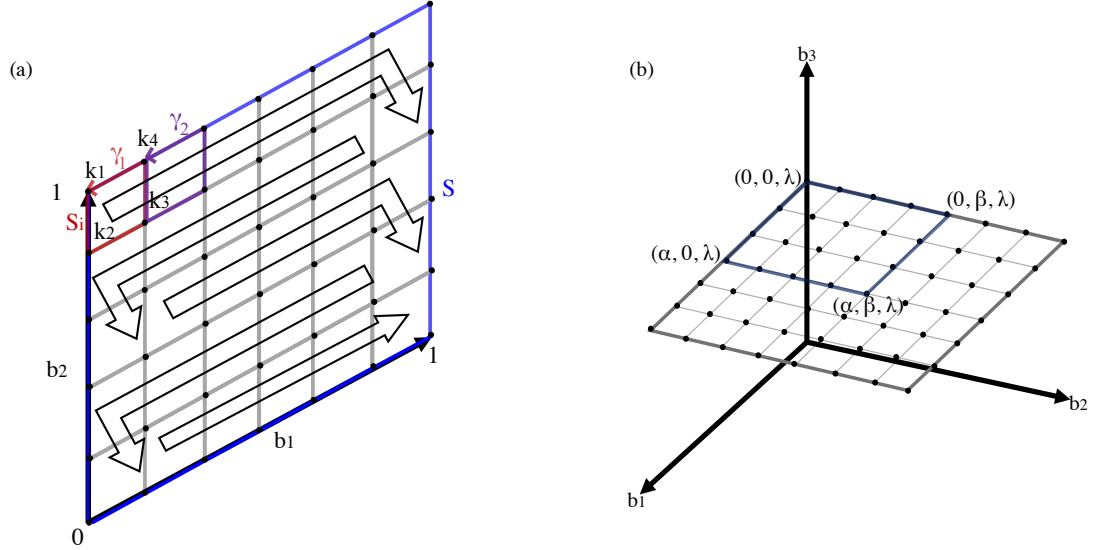 (a)
γ2
k4
k1
γ1
1
k3
Si
k2
S
b2
1
b1
0
(b)
b3
(0, 0, λ)
(0, β, λ)
(α, 0, λ)
(α, β, λ)
b2
b1